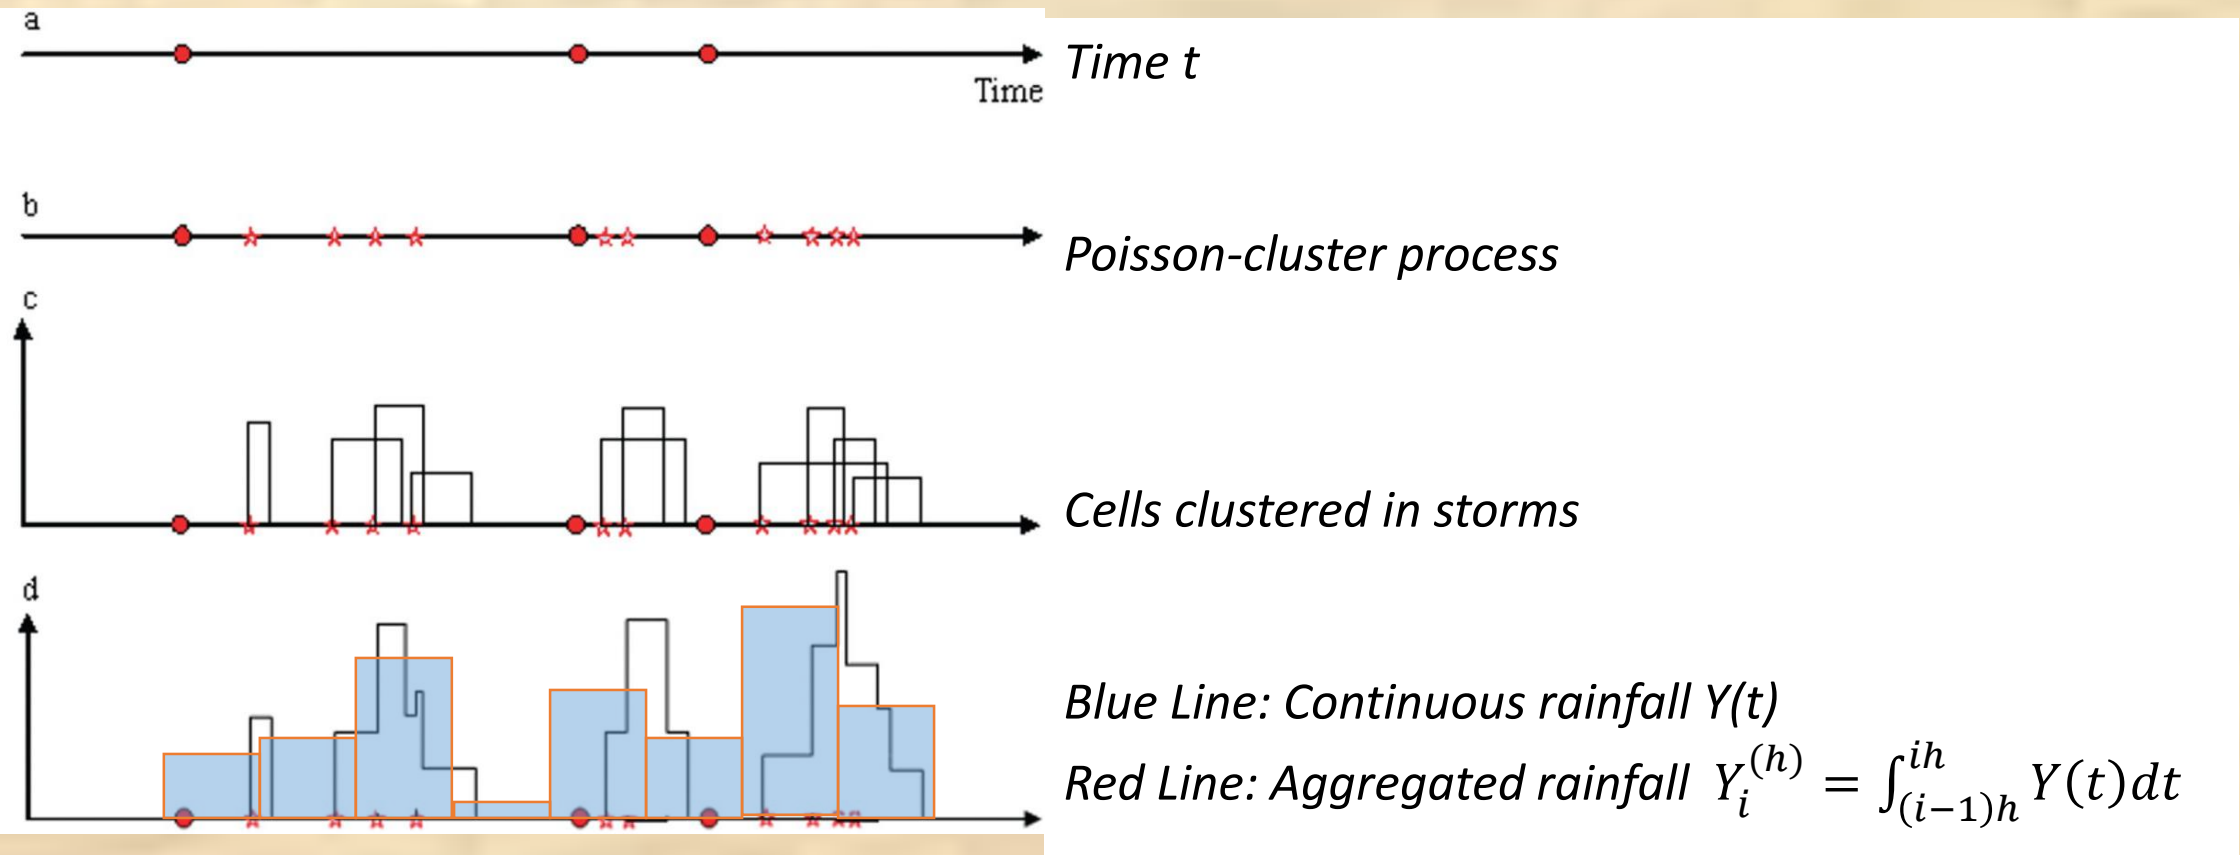 a
Time t
Time
b
Poisson-cluster process
c
Cells clustered in storms
d
Blue Line: Continuous rainfall Y(t)
Red Line: Aggregated rainfall $Y_i^{(h)} = \int_{(i-1)h}^{ih} Y(t)dt$